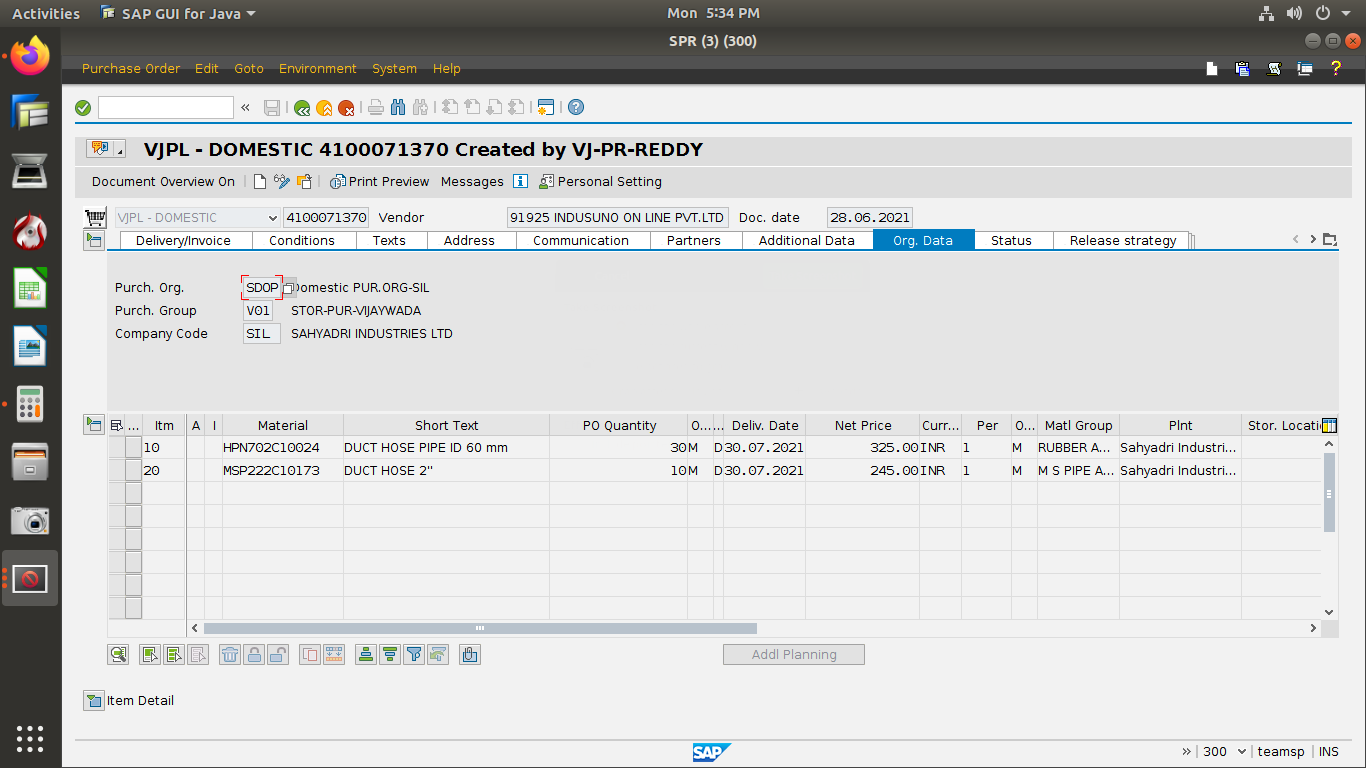 Activities SAP GUI for Java Mon 5:34 PM
SPR (3) (300)
Purchase Order Edit Goto Environment System Help
VJPL - DOMESTIC 4100071370 Created by VJ-PR-REDDY
Document Overview On Print Preview Messages Personal Setting
VJPL - DOMESTIC 4100071370 Vendor 91925 INDUSUNO ON LINE PVT.LTD Doc. date 28.06.2021
Delivery/Invoice Conditions Texts Address Communication Partners Additional Data Org. Data Status Release strategy
Purch. Org. SDOP Domestic PUR.ORG-SIL
Purch. Group V01 STOR-PUR-VIJAYWADA
Company Code SIL SAHYADRI INDUSTRIES LTD
... Itm A I Material Short Text PO Quantity O... ... Deliv. Date Net Price Curr... Per O... Matl Group Plnt Stor. Locati
10 HPN702C10024 DUCT HOSE PIPE ID 60 mm 30 M D 30.07.2021 325.00 INR 1 M RUBBER A... Sahyadri Industri...
20 MSP222C10173 DUCT HOSE 2" 10 M D 30.07.2021 245.00 INR 1 M M S PIPE A... Sahyadri Industri...
Addl Planning
Item Detail
SAP 300 teamsp INS